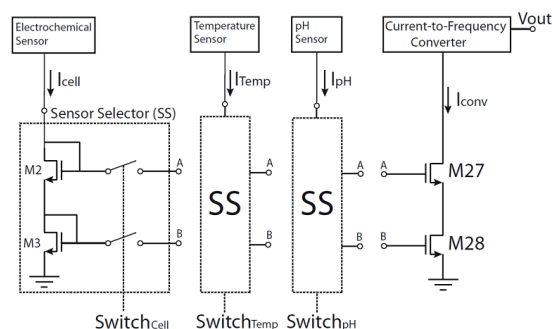 Electrochemical
Sensor
Temperature
Sensor
pH
Sensor
Current-to-Frequency
Converter
Vout
Icell
ITemp
IpH
Iconv
Sensor Selector (SS)
M2
A
A
A
A
M27
SS
SS
M3
B
B
B
B
M28
SwitchCell
SwitchTemp
SwitchpH